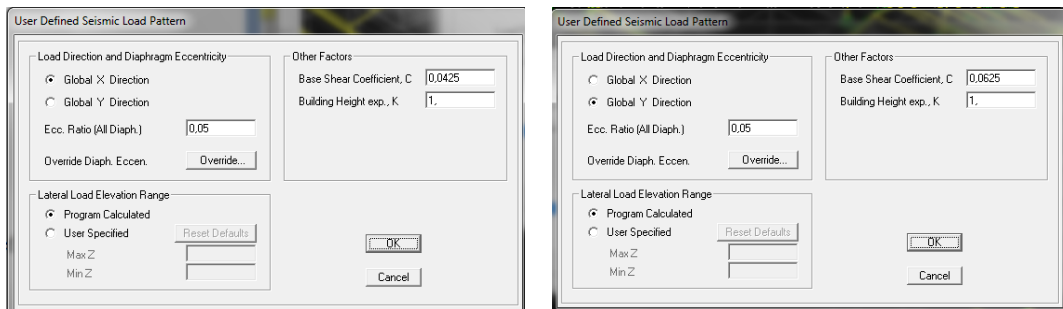 User Defined Seismic Load Pattern
Load Direction and Diaphragm Eccentricity
Global X Direction
Global Y Direction
Ecc. Ratio (All Diaph.) 0,05
Override Diaph. Eccen. Override...
Other Factors
Base Shear Coefficient, C 0,0425
Building Height exp., K 1,
Lateral Load Elevation Range
Program Calculated
User Specified Reset Defaults
Max Z
Min Z
OK
Cancel
User Defined Seismic Load Pattern
Load Direction and Diaphragm Eccentricity
Global X Direction
Global Y Direction
Ecc. Ratio (All Diaph.) 0,05
Override Diaph. Eccen. Override...
Other Factors
Base Shear Coefficient, C 0,0625
Building Height exp., K 1,
Lateral Load Elevation Range
Program Calculated
User Specified Reset Defaults
Max Z
Min Z
OK
Cancel